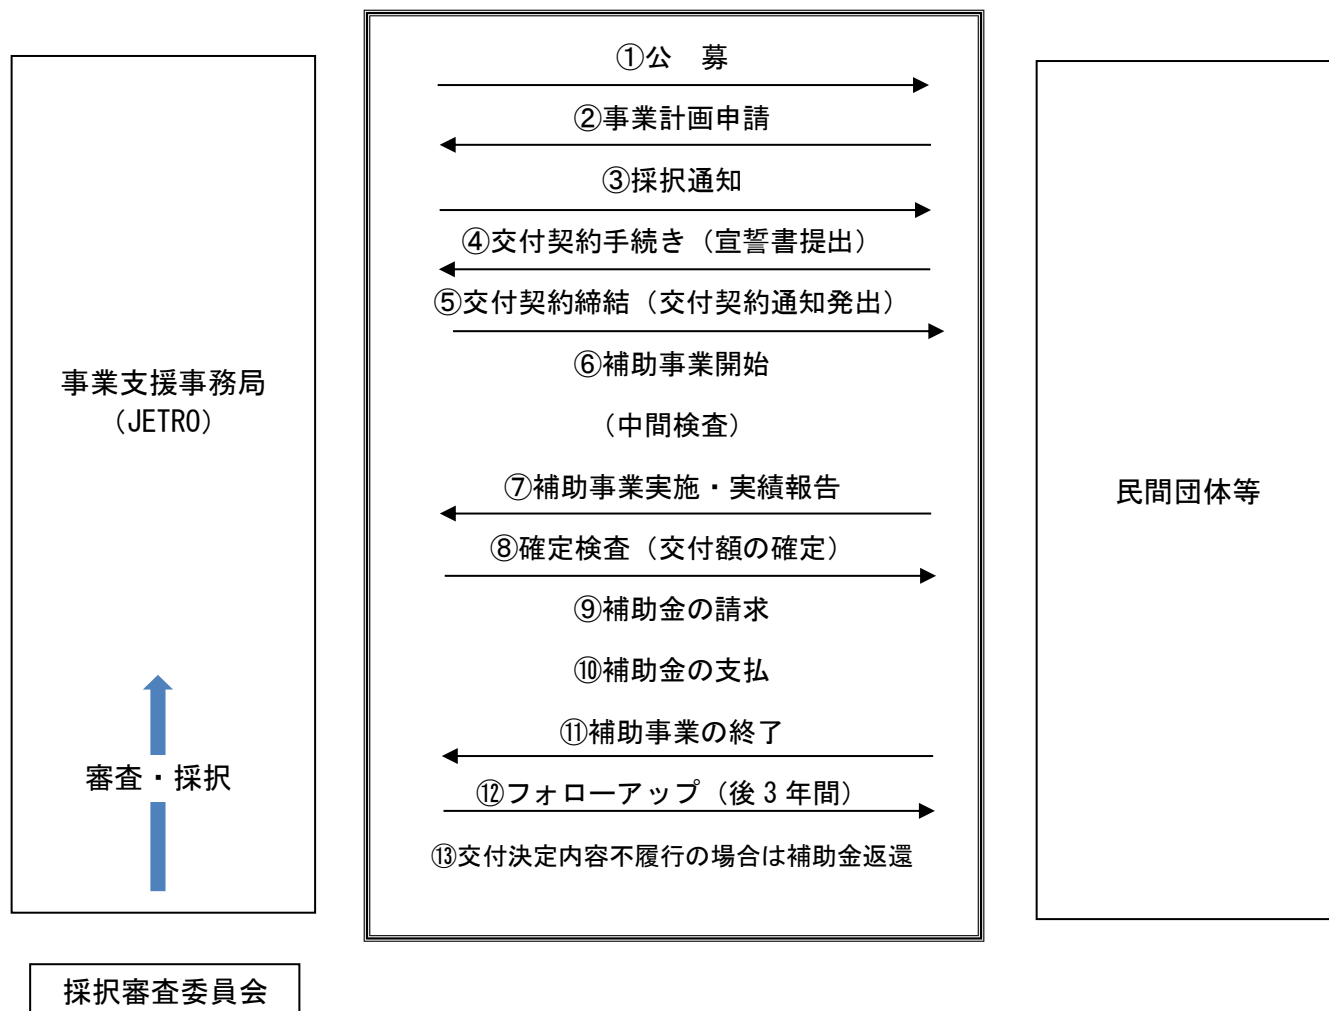 ①公　募
②事業計画申請
③採択通知
④交付契約手続き（宣誓書提出）
⑤交付契約締結（交付契約通知発出）
⑥補助事業開始
（中間検査）
⑦補助事業実施・実績報告
⑧確定検査（交付額の確定）
⑨補助金の請求
⑩補助金の支払
⑪補助事業の終了
⑫フォローアップ（後３年間）
⑬交付決定内容不履行の場合は補助金返還
事業支援事務局
（JETRO）
審査・採択
採択審査委員会
民間団体等